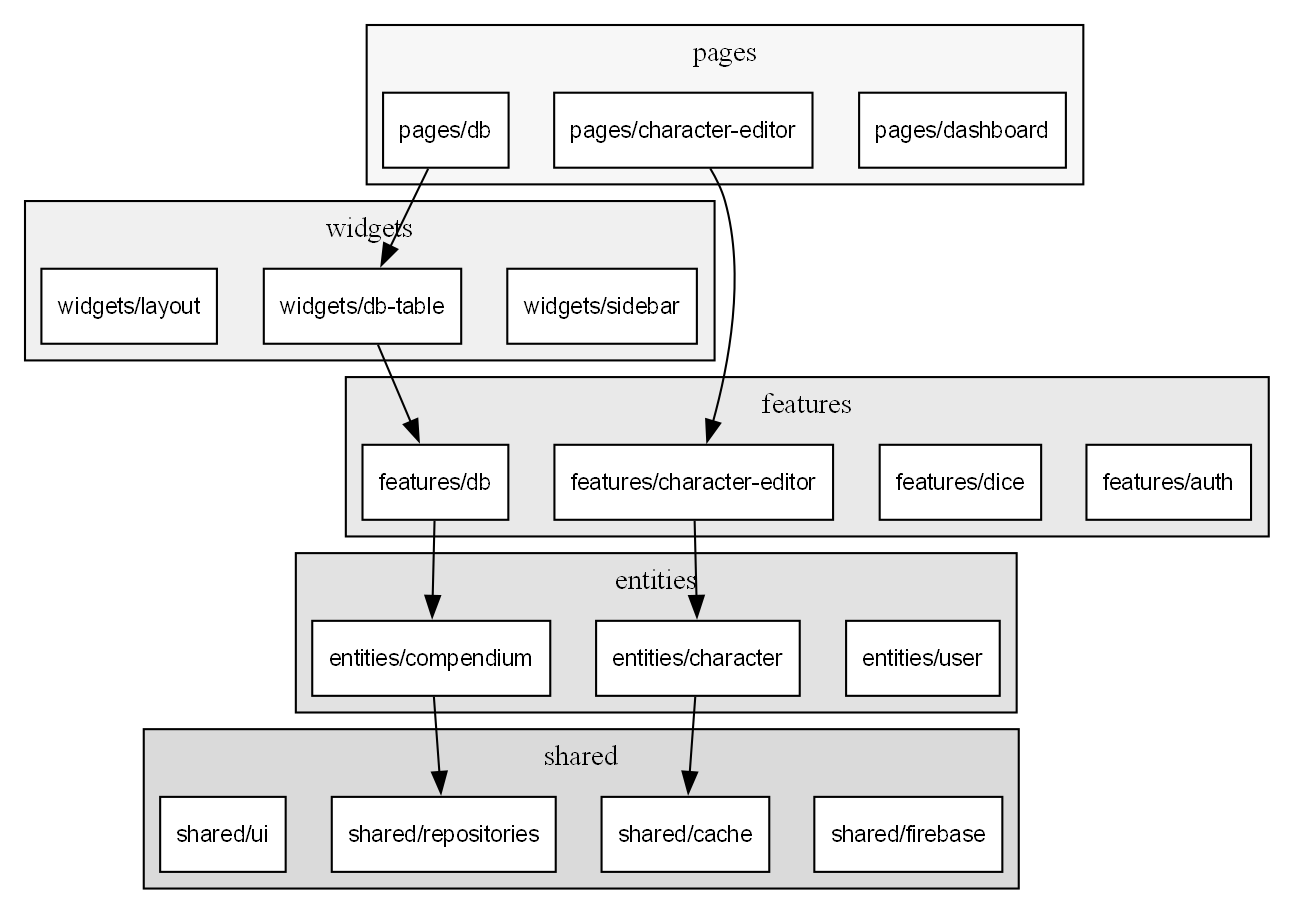 pages
pages/db
pages/character-editor
pages/dashboard
widgets
widgets/layout
widgets/db-table
widgets/sidebar
features
features/db
features/character-editor
features/dice
features/auth
entities
entities/compendium
entities/character
entities/user
shared
shared/ui
shared/repositories
shared/cache
shared/firebase